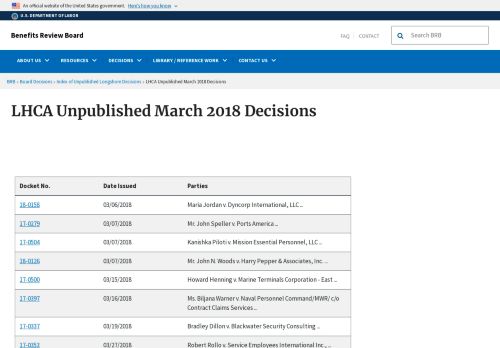 An official website of the United States government. Here's how you know
U.S. DEPARTMENT OF LABOR
Benefits Review Board
FAQ CONTACT
Search BRB
ABOUT US RESOURCES DECISIONS LIBRARY / REFERENCE WORK CONTACT US
BRB › Board Decisions › Index of Unpublished Longshore Decisions › LHCA Unpublished March 2018 Decisions
LHCA Unpublished March 2018 Decisions
Docket No. Date Issued Parties
18-0158 03/06/2018 Maria Jordan v. Dyncorp International, LLC...
17-0279 03/07/2018 Mr. John Speller v. Ports America ...
17-0504 03/07/2018 Kanishka Piloti v. Mission Essential Personnel, LLC...
18-0126 03/07/2018 Mr. John N. Woods v. Harry Pepper & Associates, Inc. ...
17-0500 03/15/2018 Howard Henning v. Marine Terminals Corporation - East ...
17-0397 03/16/2018 Ms. Biljana Warner v. Naval Personnel Command/MWR/ c/o
Contract Claims Services...
17-0337 03/19/2018 Bradley Dillon v. Blackwater Security Consulting ...
17-0353 03/27/2018 Robert Rollo v. Service Employees International Inc., ...